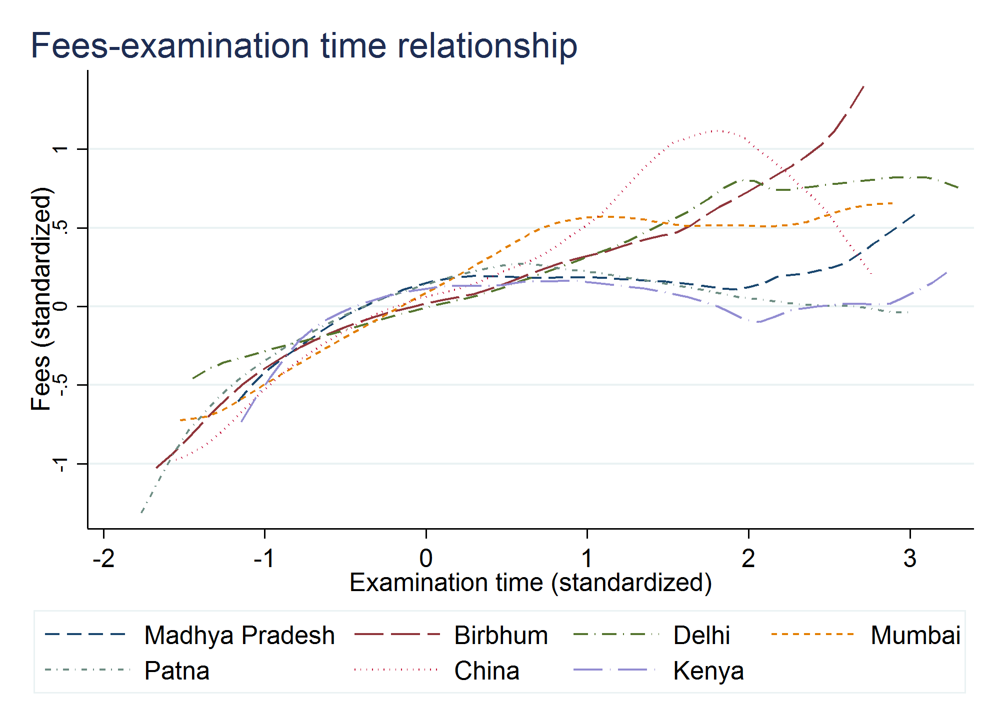 Fees-examination time relationship
Fees (standardized)
1
.5
0
-.5
-1
-2 -1 0 1 2 3
Examination time (standardized)
Madhya Pradesh Birbhum Delhi Mumbai
Patna China Kenya